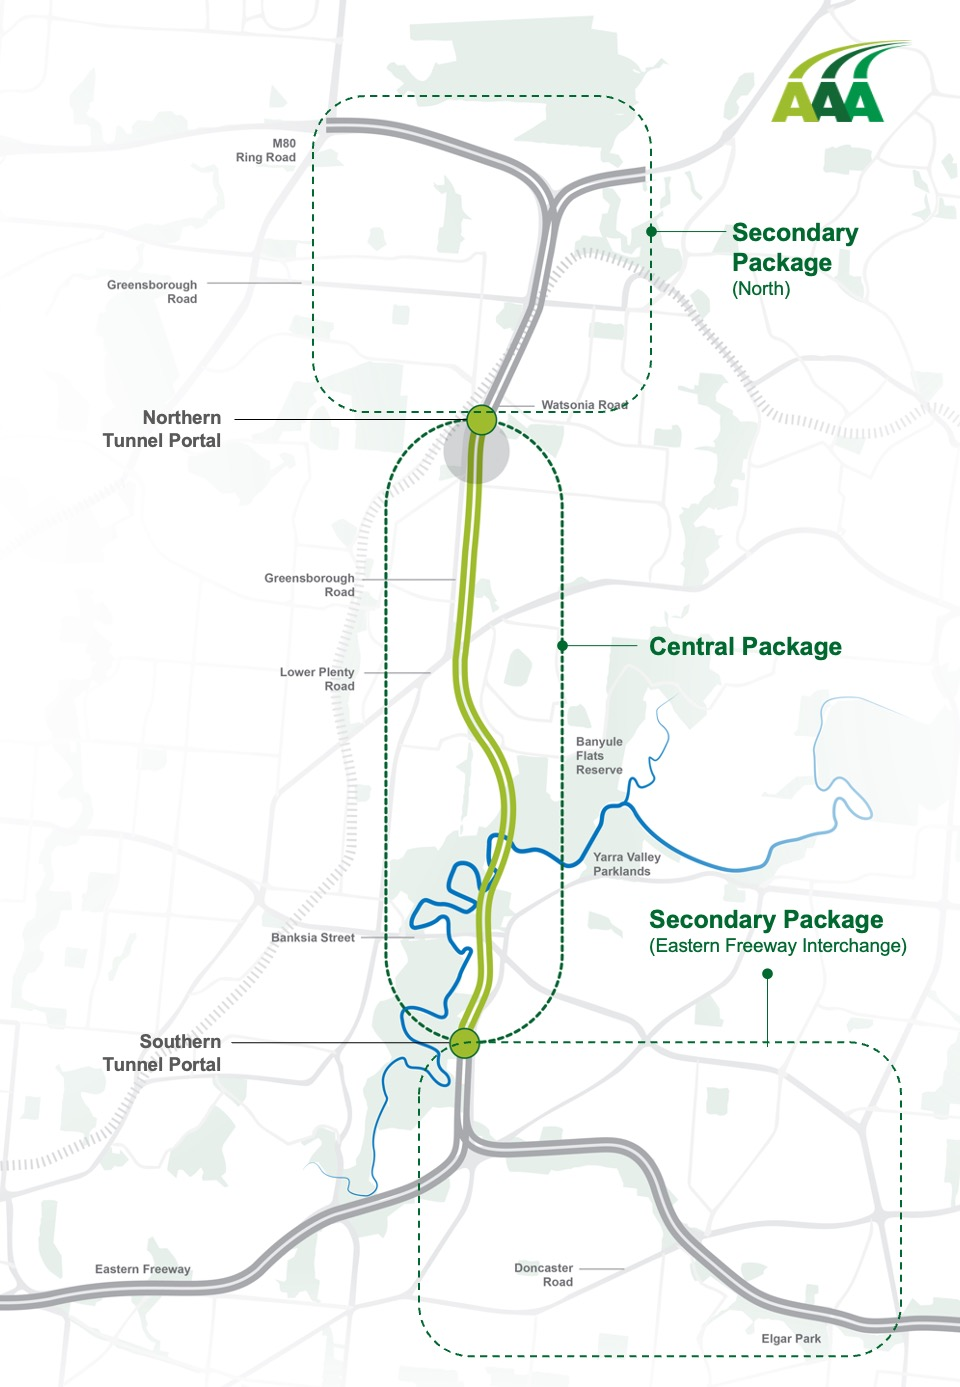 AAA
M80
Ring Road
Secondary
Package
(North)
Greensborough
Road
Watsonia Road
Northern
Tunnel Portal
Greensborough
Road
Central Package
Lower Plenty
Road
Banyule
Flats
Reserve
Yarra Valley
Parklands
Secondary Package
(Eastern Freeway Interchange)
Banksia Street
Southern
Tunnel Portal
Eastern Freeway
Doncaster
Road
Elgar Park